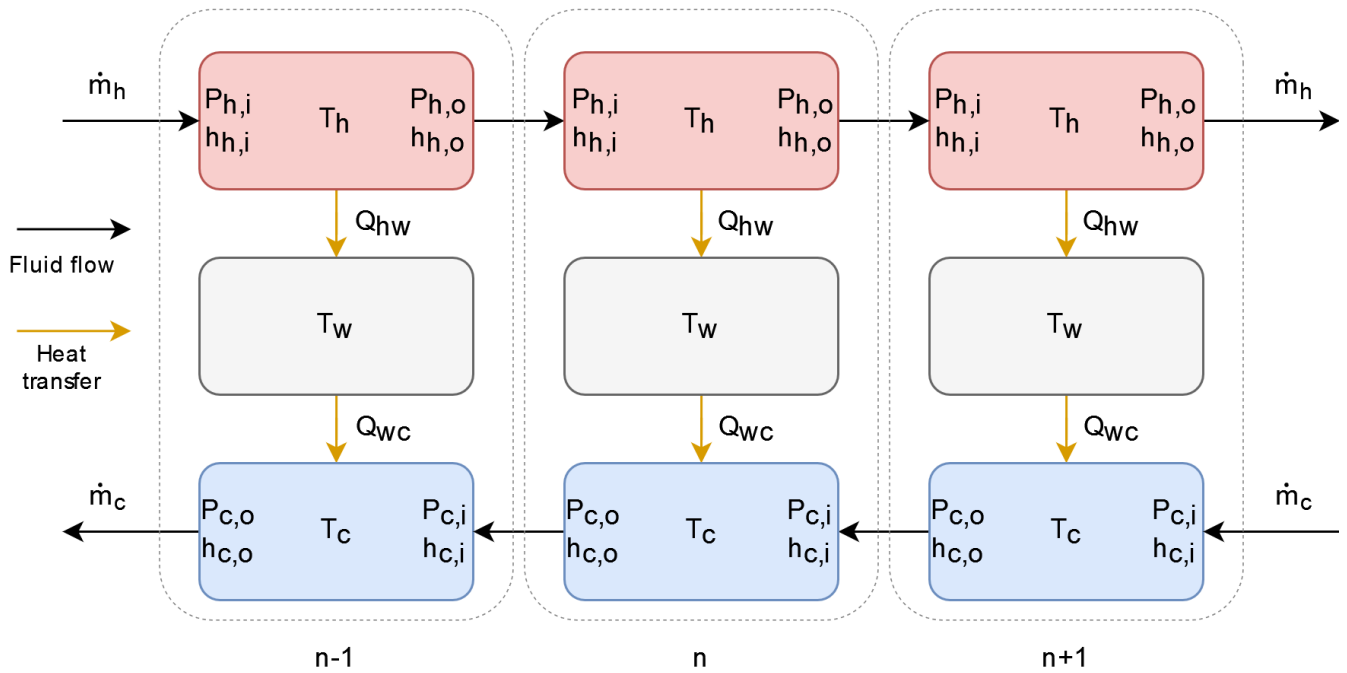 ṁh
Ph,i
hh,i
Th
Ph,o
hh,o
Ph,i
hh,i
Th
Ph,o
hh,o
Ph,i
hh,i
Th
Ph,o
hh,o
ṁh
Fluid flow
Heat
transfer
Qhw
Qhw
Qhw
Tw
Tw
Tw
Qwc
Qwc
Qwc
ṁc
Pc,o
hc,o
Tc
Pc,i
hc,i
Pc,o
hc,o
Tc
Pc,i
hc,i
Pc,o
hc,o
Tc
Pc,i
hc,i
ṁc
n-1
n
n+1